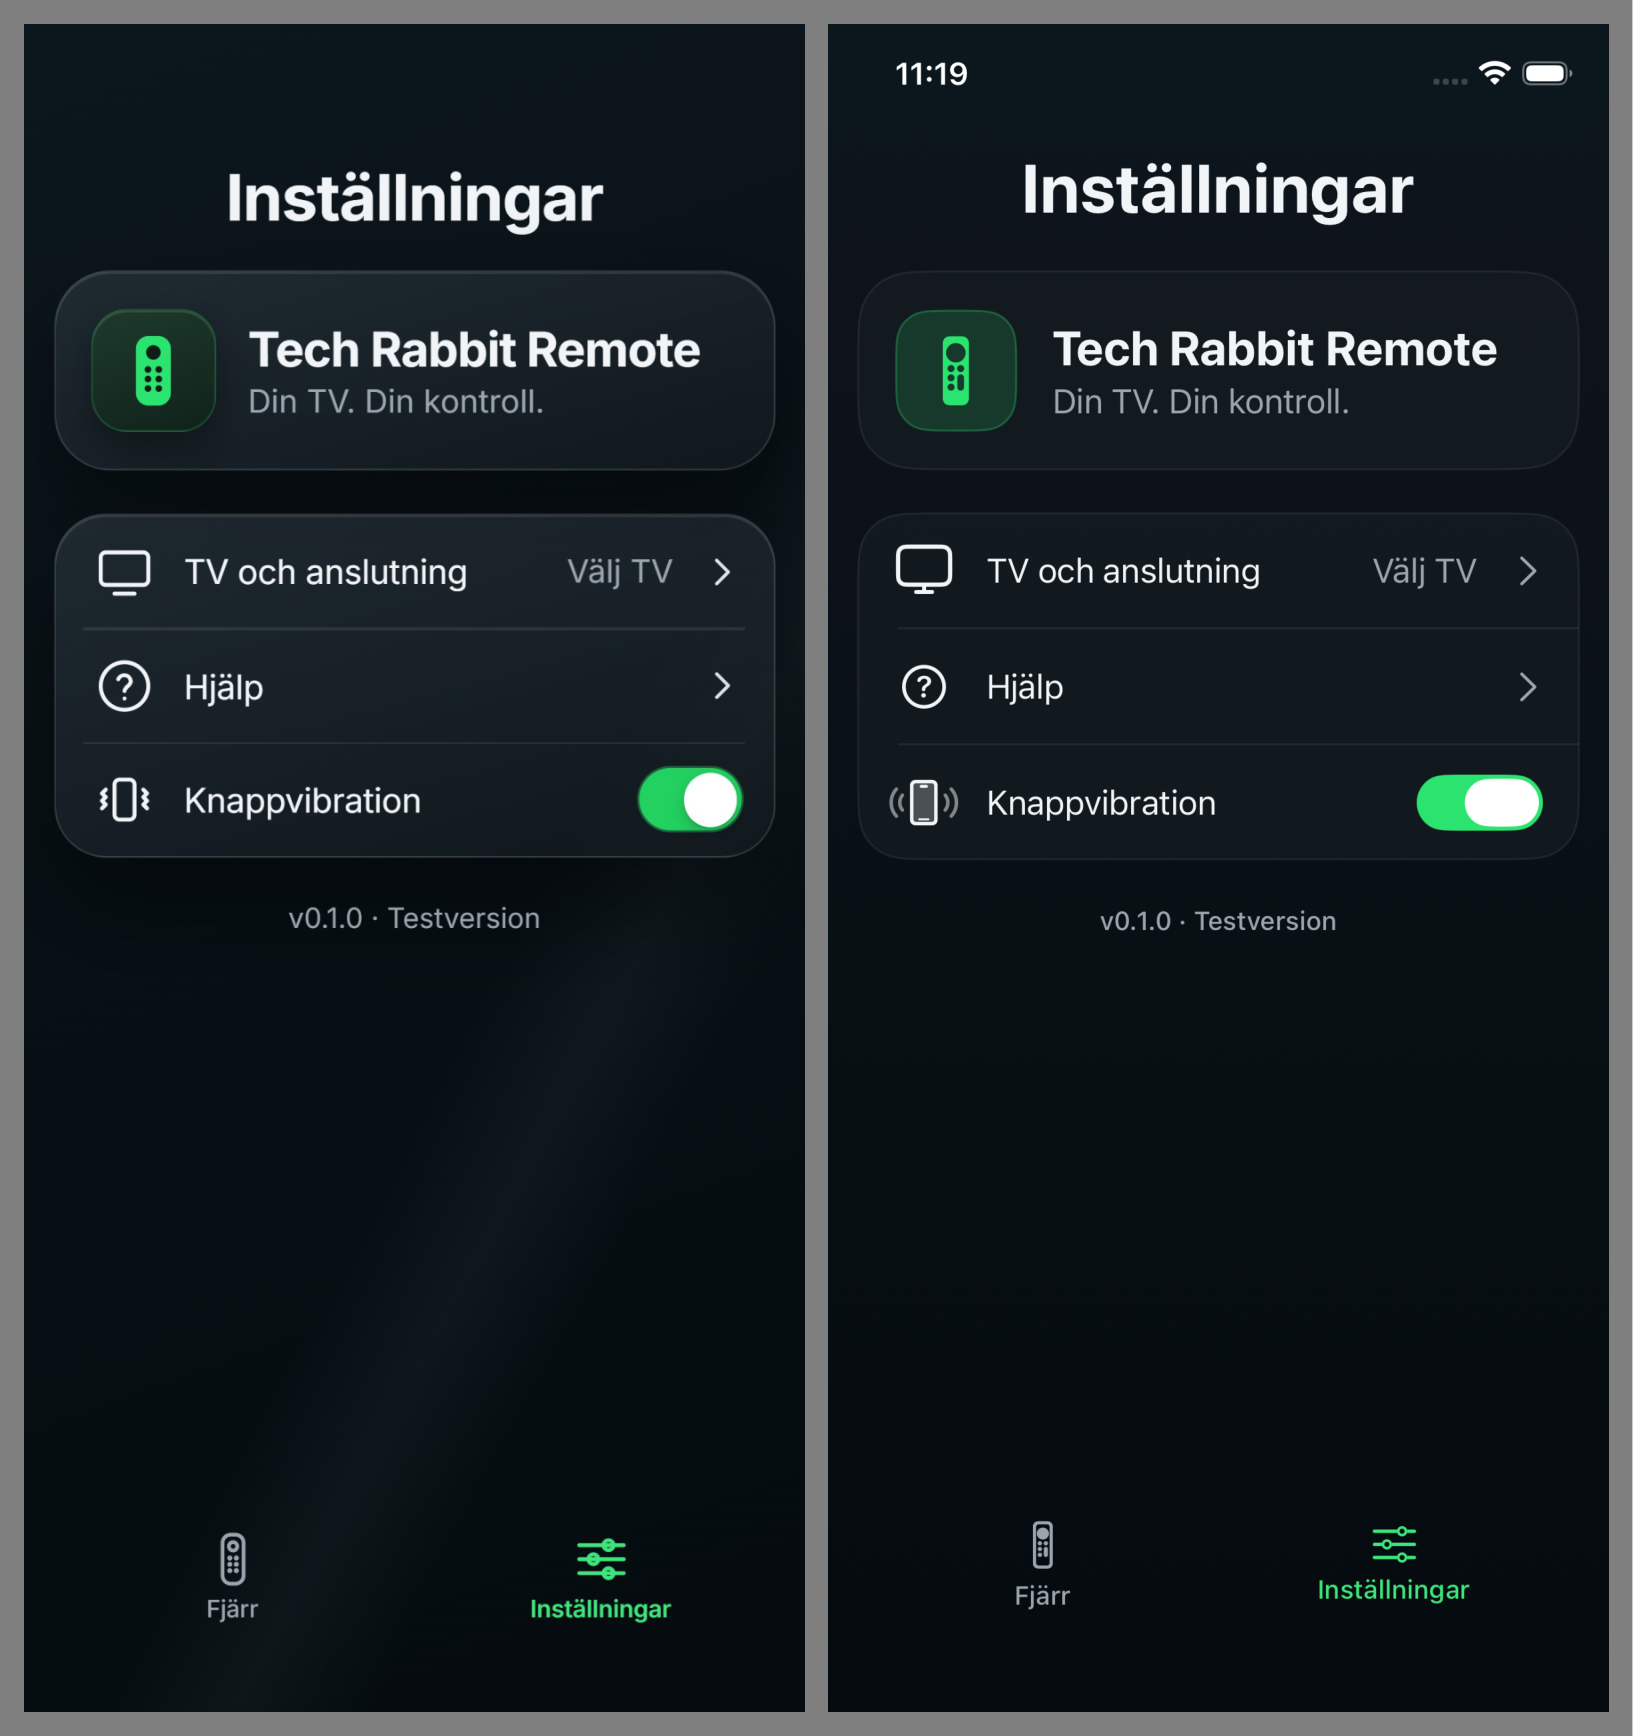 Inställningar
Tech Rabbit Remote
Din TV. Din kontroll.
TV och anslutning Välj TV
Hjälp
Knappvibration
v0.1.0 · Testversion
Fjärr
Inställningar
11:19
Inställningar
Tech Rabbit Remote
Din TV. Din kontroll.
TV och anslutning Välj TV
Hjälp
Knappvibration
v0.1.0 · Testversion
Fjärr
Inställningar